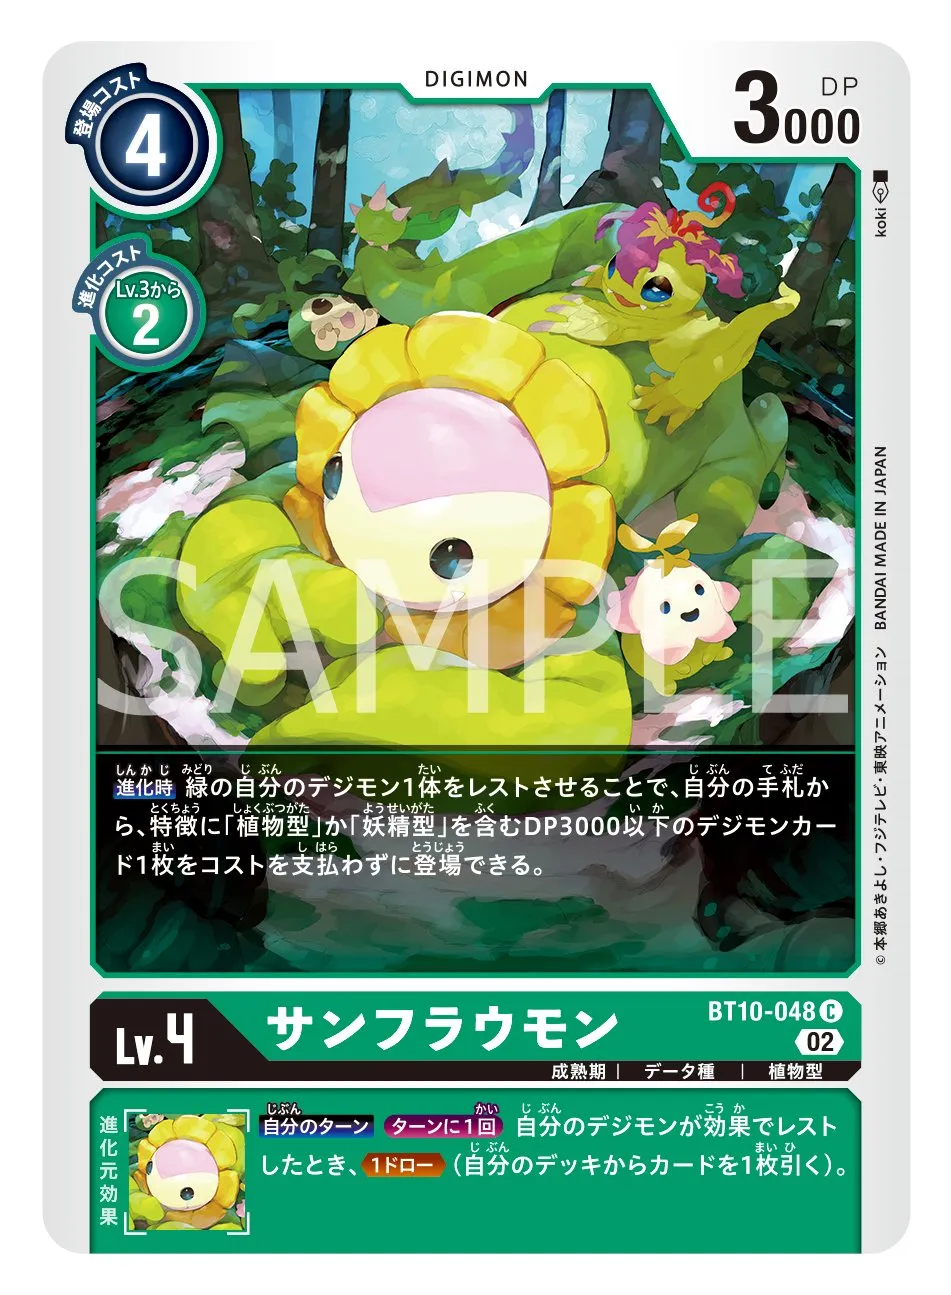 DIGIMON
登場コスト
4
3000
DP
進化コスト
Lv.3から
2
koki
BANDAI MADE IN JAPAN
©本郷あきよし・フジテレビ・東映アニメーション
SAMPLE
進化時 緑の自分のデジモン1体をレストさせることで、自分の手札か
ら、特徴に「植物型」か「妖精型」を含むDP3000以下のデジモンカー
ド1枚をコストを支払わずに登場できる。
Lv.4
サンフラウモン
BT10-048 C
02
成熟期 | データ種 | 植物型
進化元効果
自分のターン ターンに1回 自分のデジモンが効果でレスト
したとき、1ドロー（自分のデッキからカードを1枚引く）。